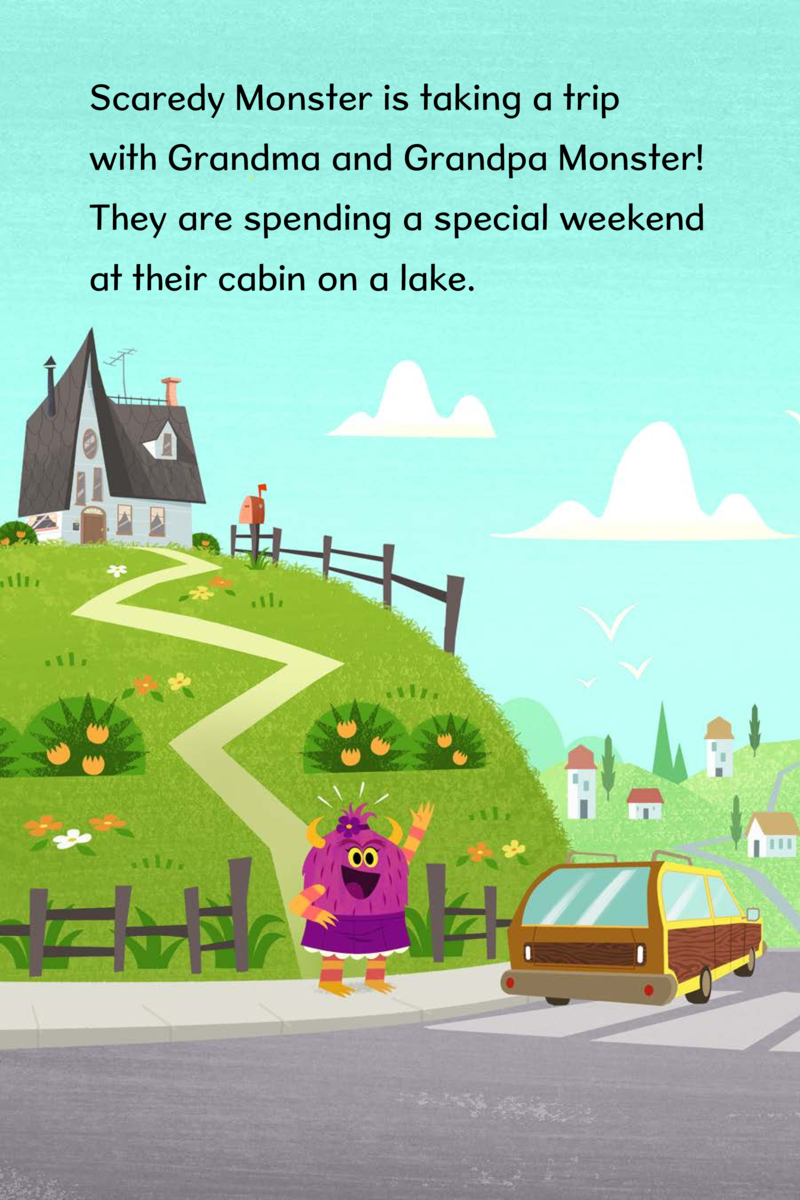 Scaredy Monster is taking a trip
with Grandma and Grandpa Monster!
They are spending a special weekend
at their cabin on a lake.